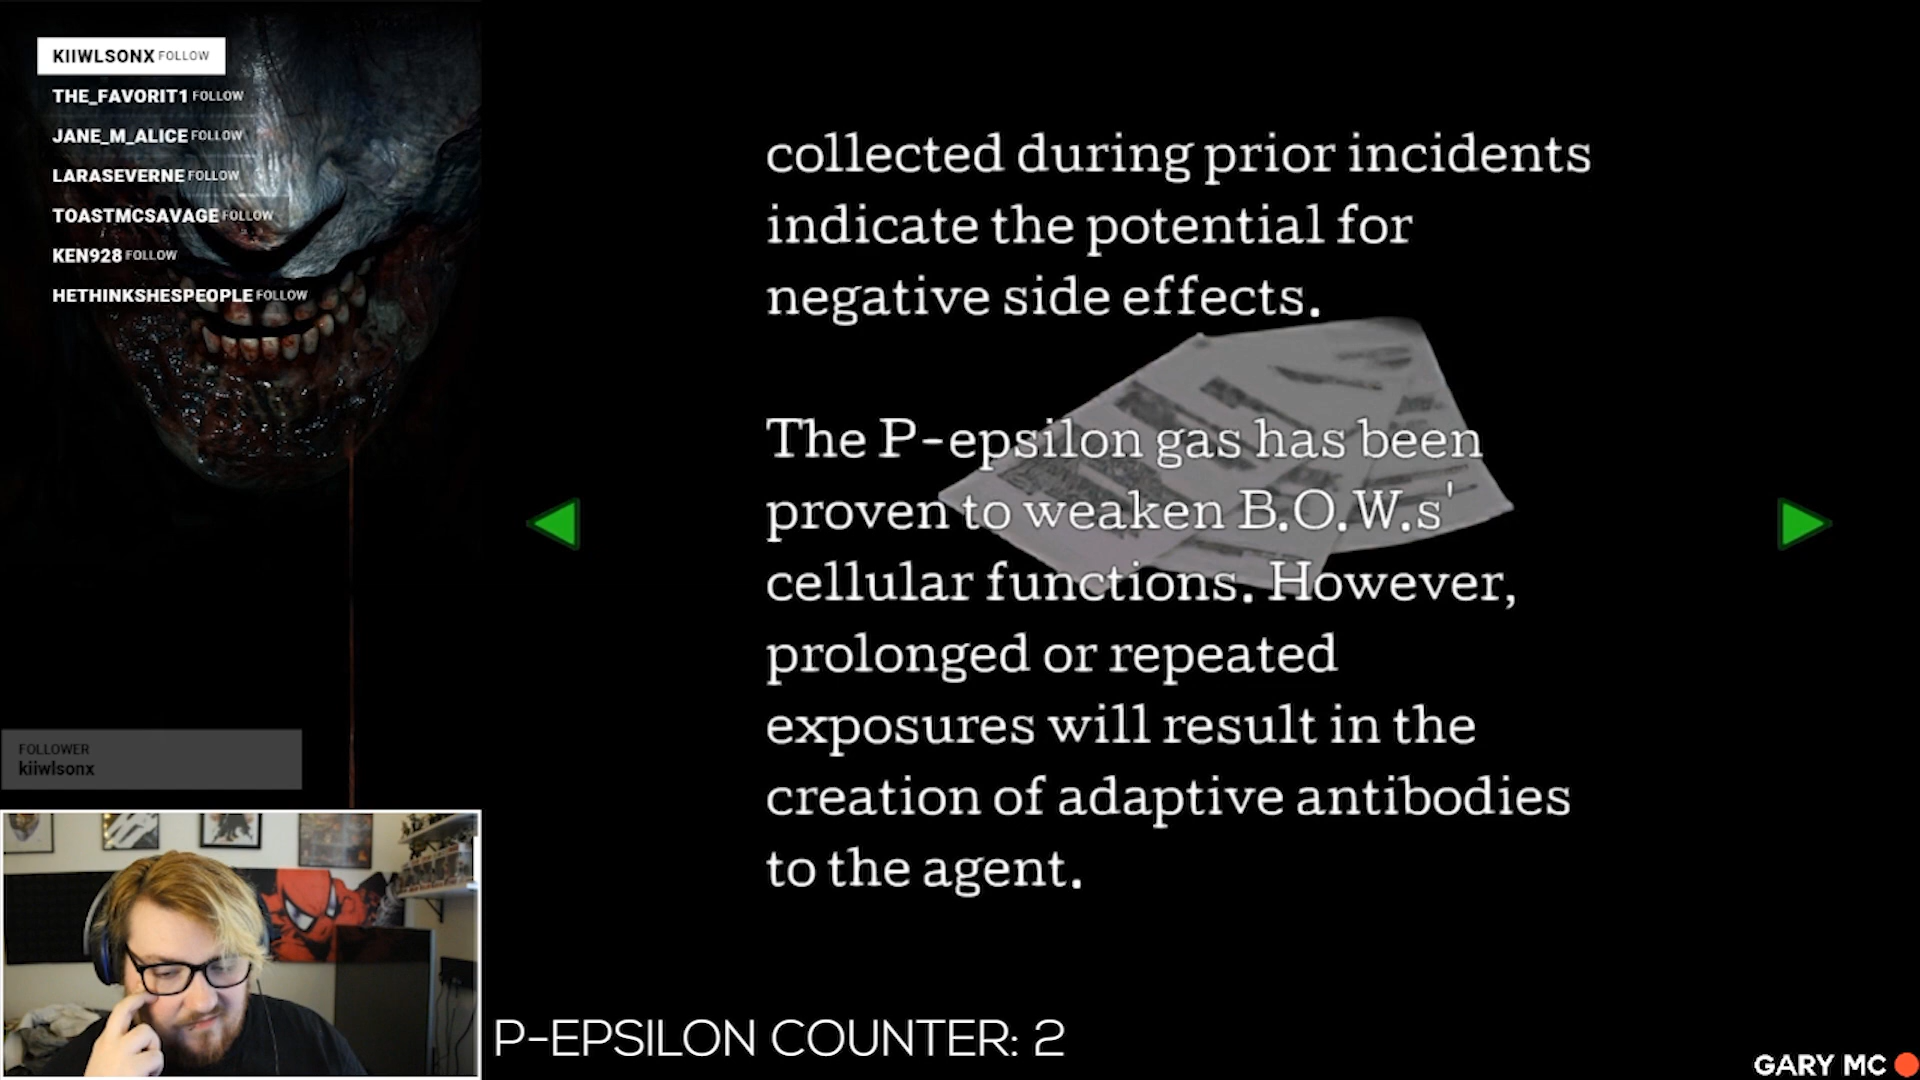 KIIWLSONX FOLLOW
THE_FAVORIT1 FOLLOW
JANE_M_ALICE FOLLOW
LARASEVERNE FOLLOW
TOASTMCSAVAGE FOLLOW
KEN928 FOLLOW
HETHINKSHESPEOPLE FOLLOW
FOLLOWER
kiiwlsonx
collected during prior incidents
indicate the potential for
negative side effects.
The P-epsilon gas has been
proven to weaken B.O.W.s'
cellular functions. However,
prolonged or repeated
exposures will result in the
creation of adaptive antibodies
to the agent.
P-EPSILON COUNTER: 2
GARY MC